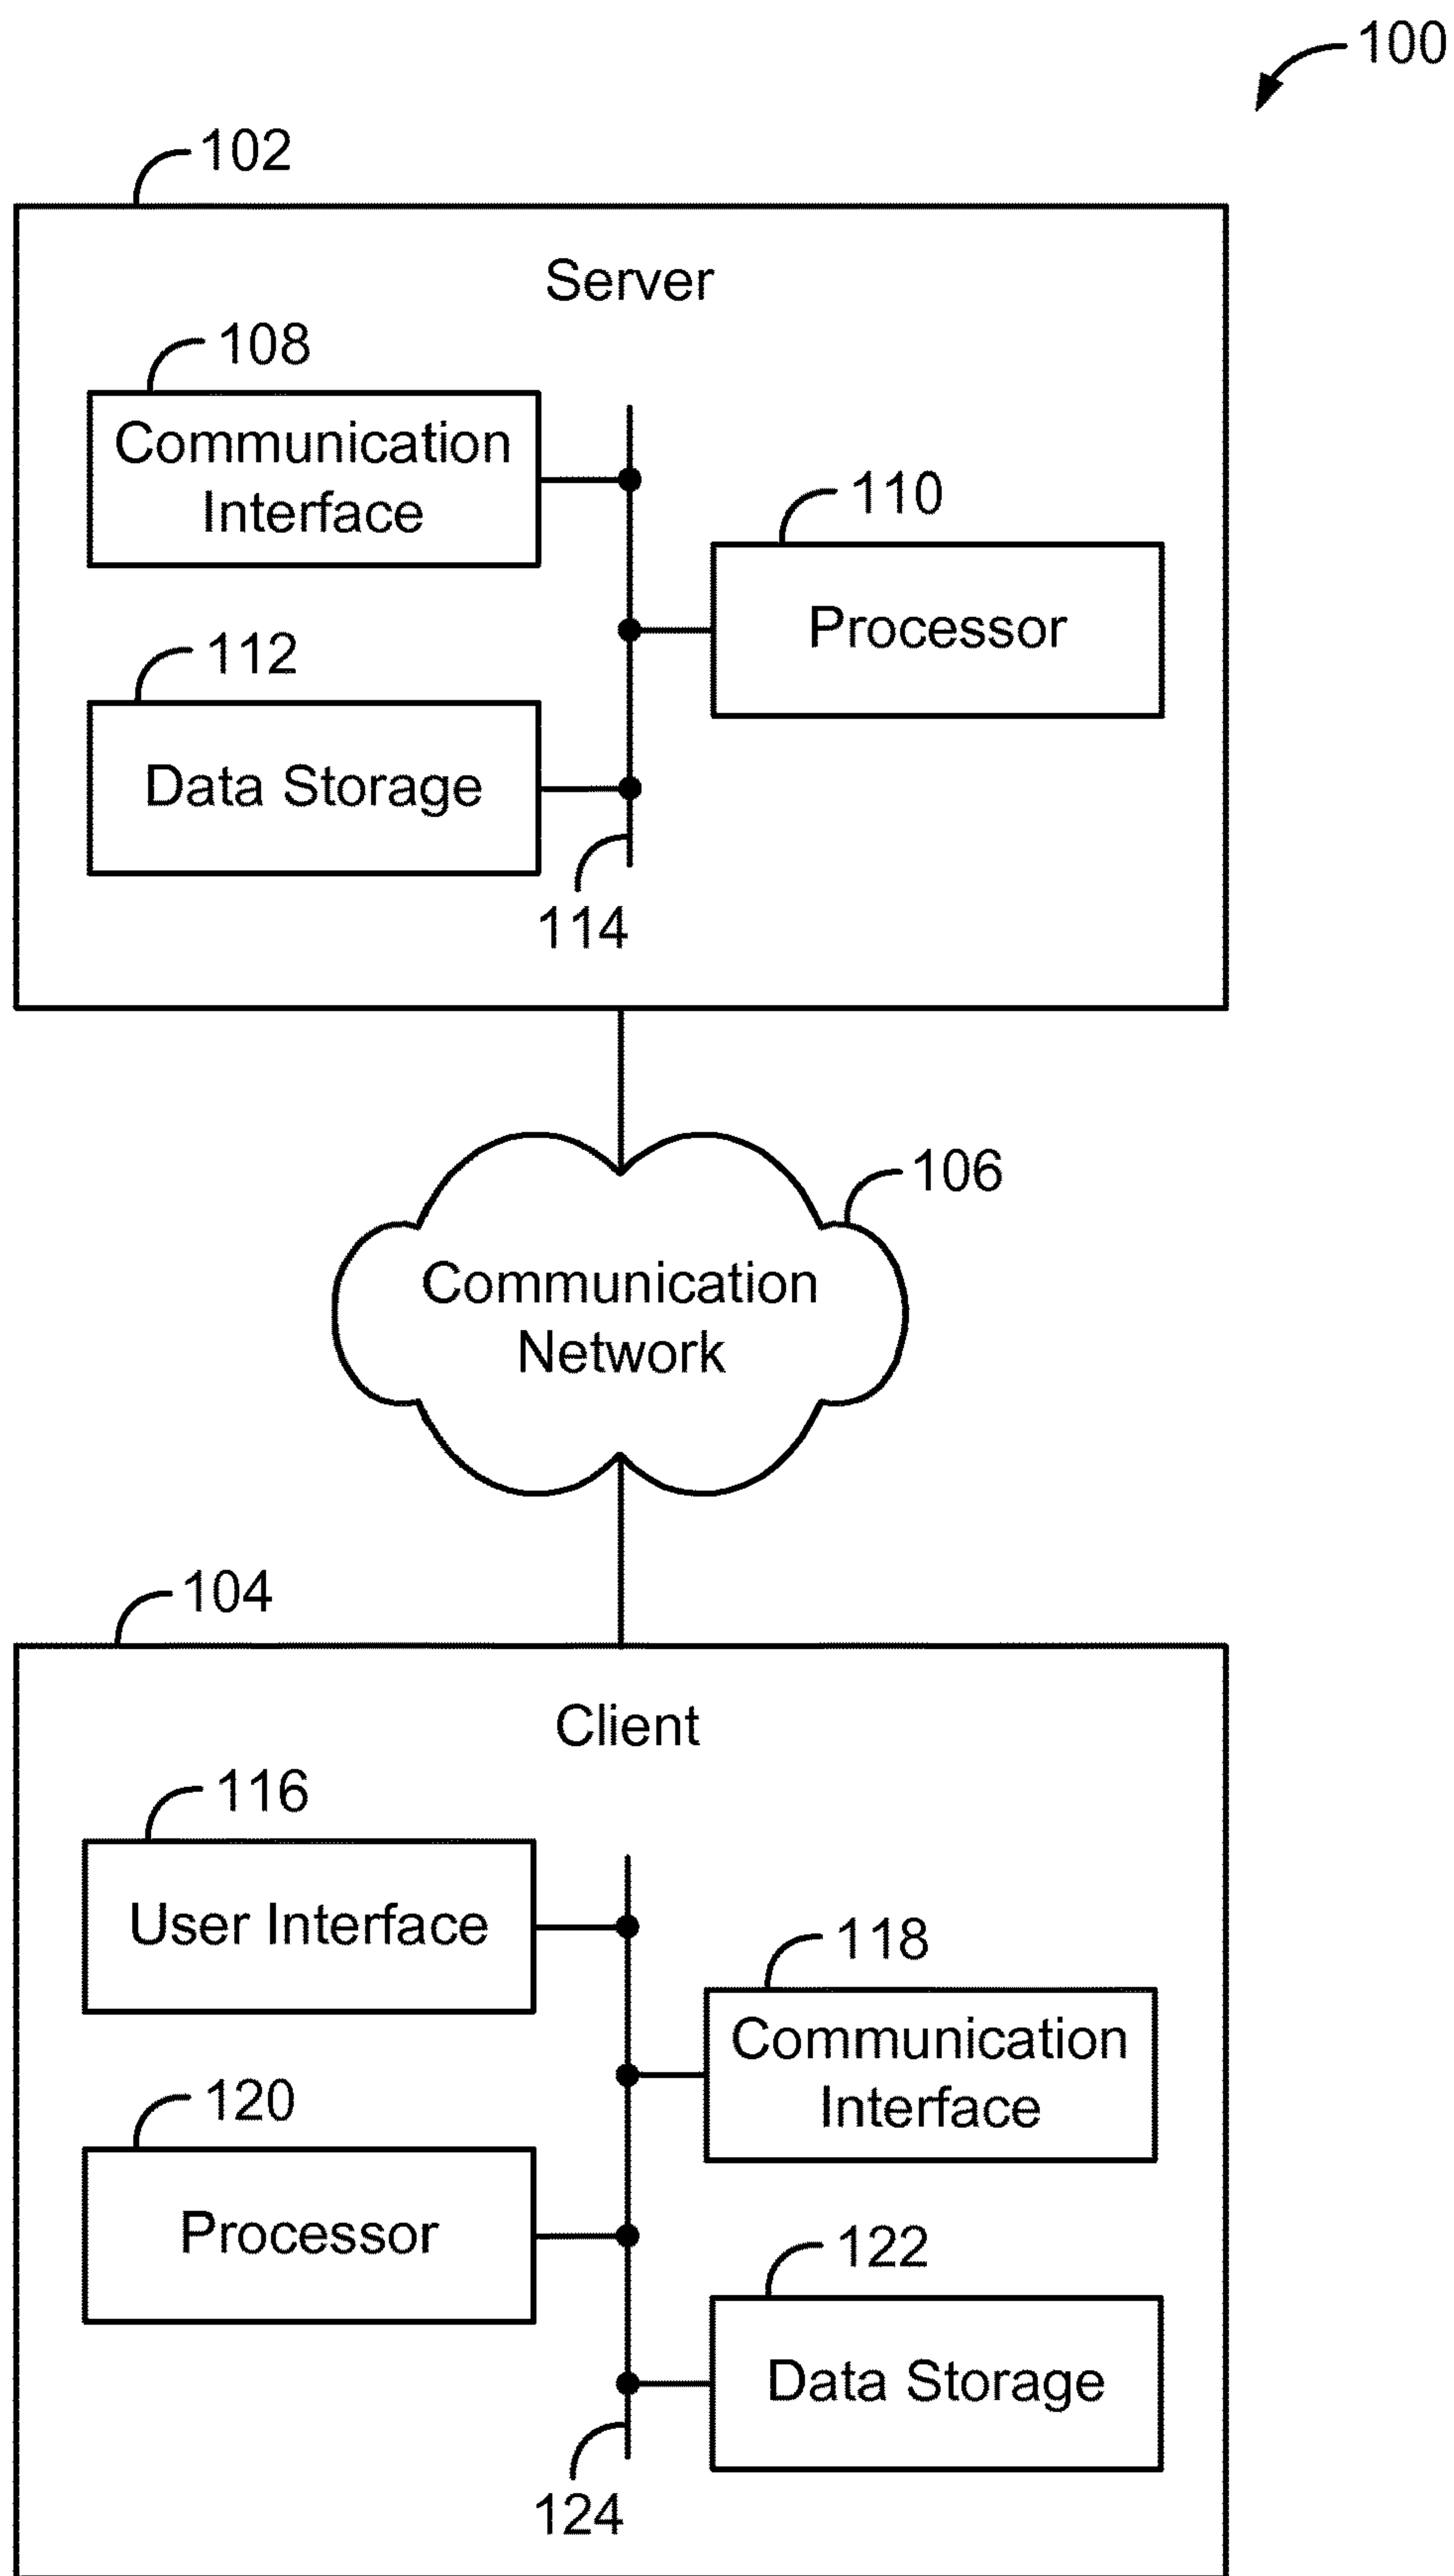 100
102
Server
108
Communication
Interface
110
Processor
112
Data Storage
114
106
Communication
Network
104
Client
116
User Interface
118
Communication
Interface
120
Processor
122
Data Storage
124